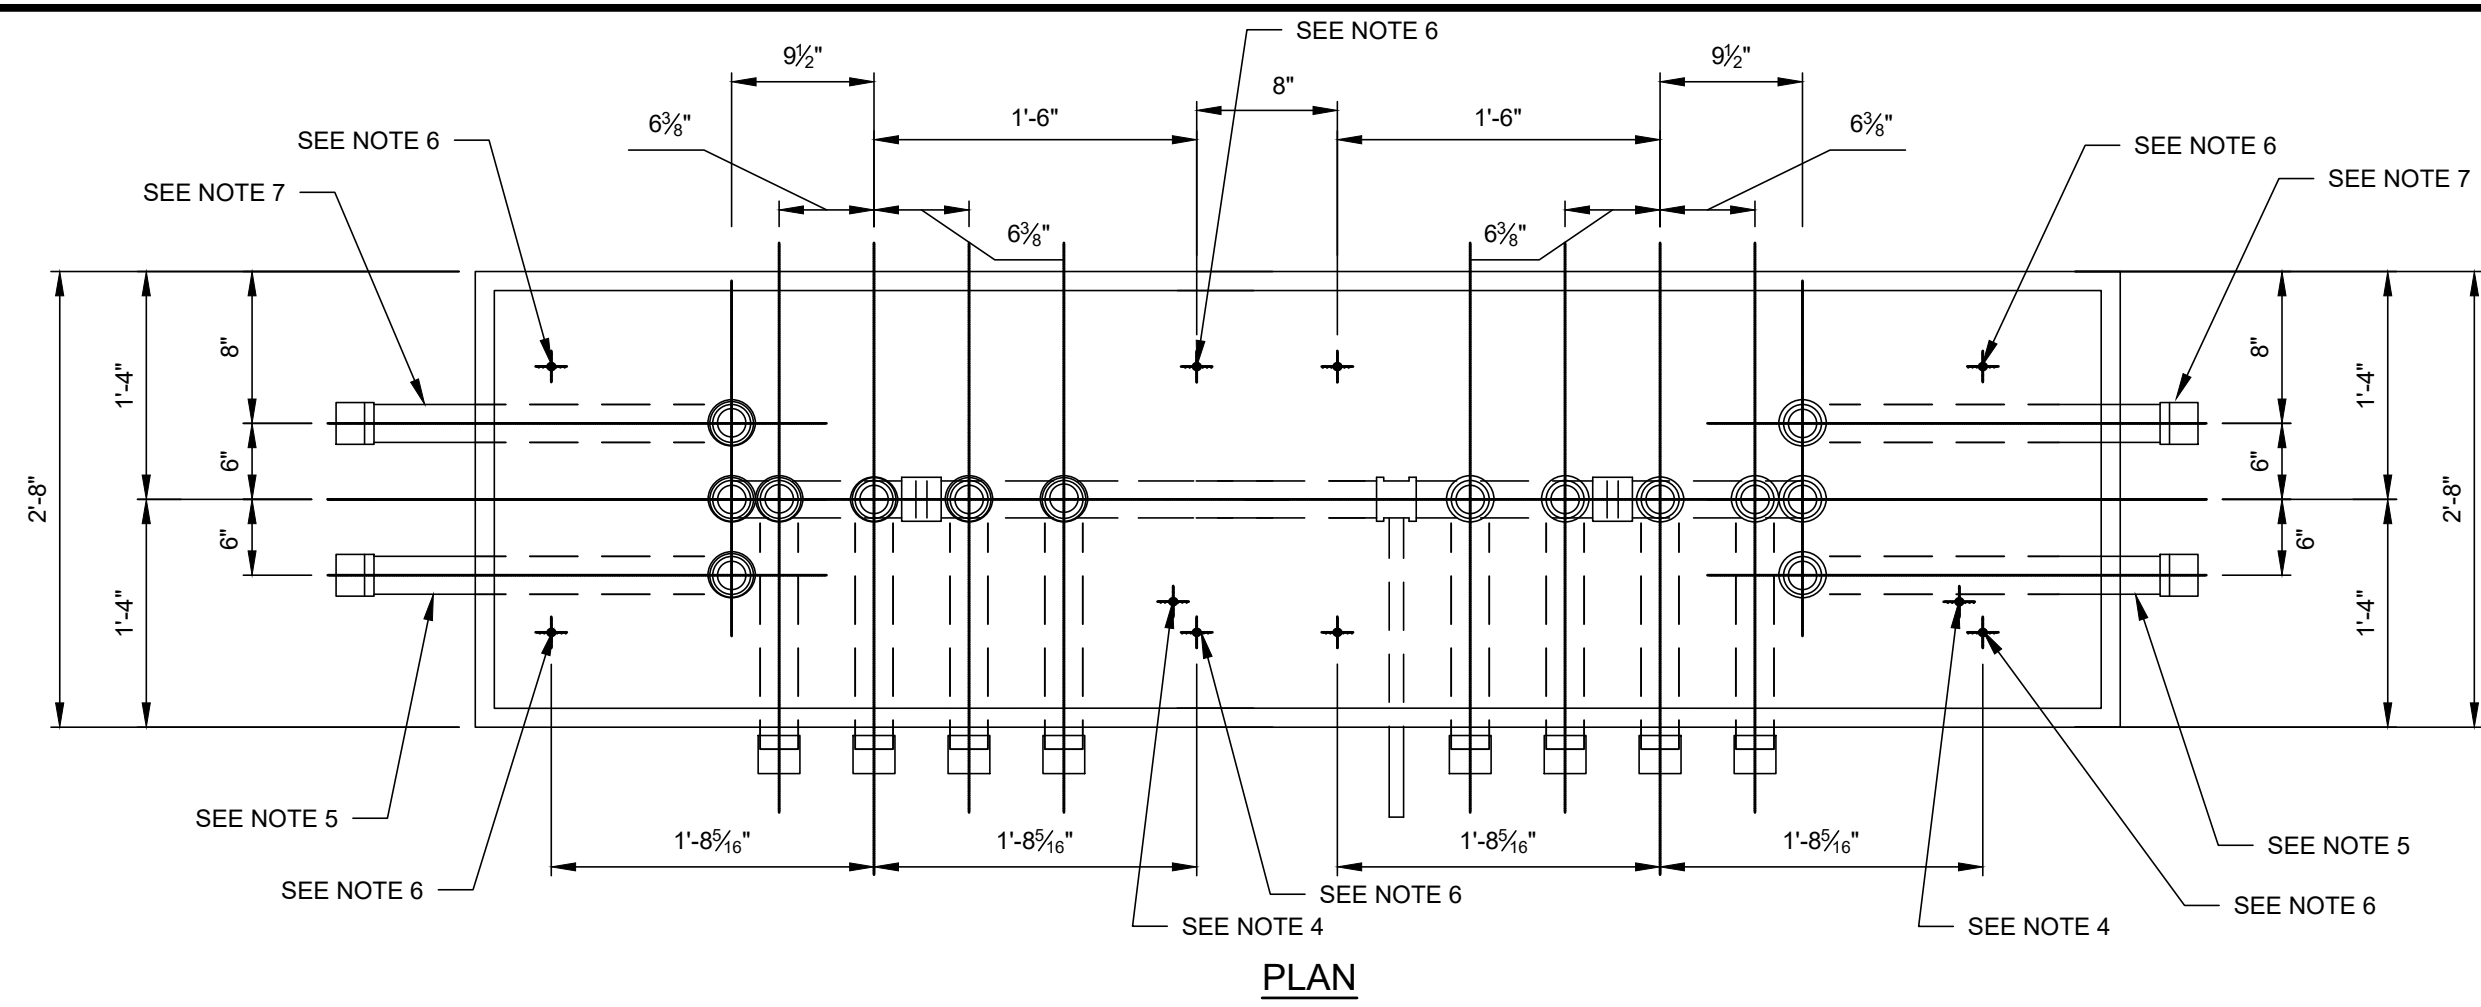 SEE NOTE 6
9½"
9½"
8"
1'-6"
1'-6"
6⅜"
6⅜"
SEE NOTE 6
SEE NOTE 6
SEE NOTE 7
SEE NOTE 7
6⅜"
6⅜"
8"
8"
1'-4"
1'-4"
6"
6"
2'-8"
2'-8"
6"
6"
1'-4"
1'-4"
SEE NOTE 5
1'-8⁵⁄₁₆"
1'-8⁵⁄₁₆"
1'-8⁵⁄₁₆"
1'-8⁵⁄₁₆"
SEE NOTE 5
SEE NOTE 6
SEE NOTE 6
SEE NOTE 6
SEE NOTE 4
SEE NOTE 4
PLAN